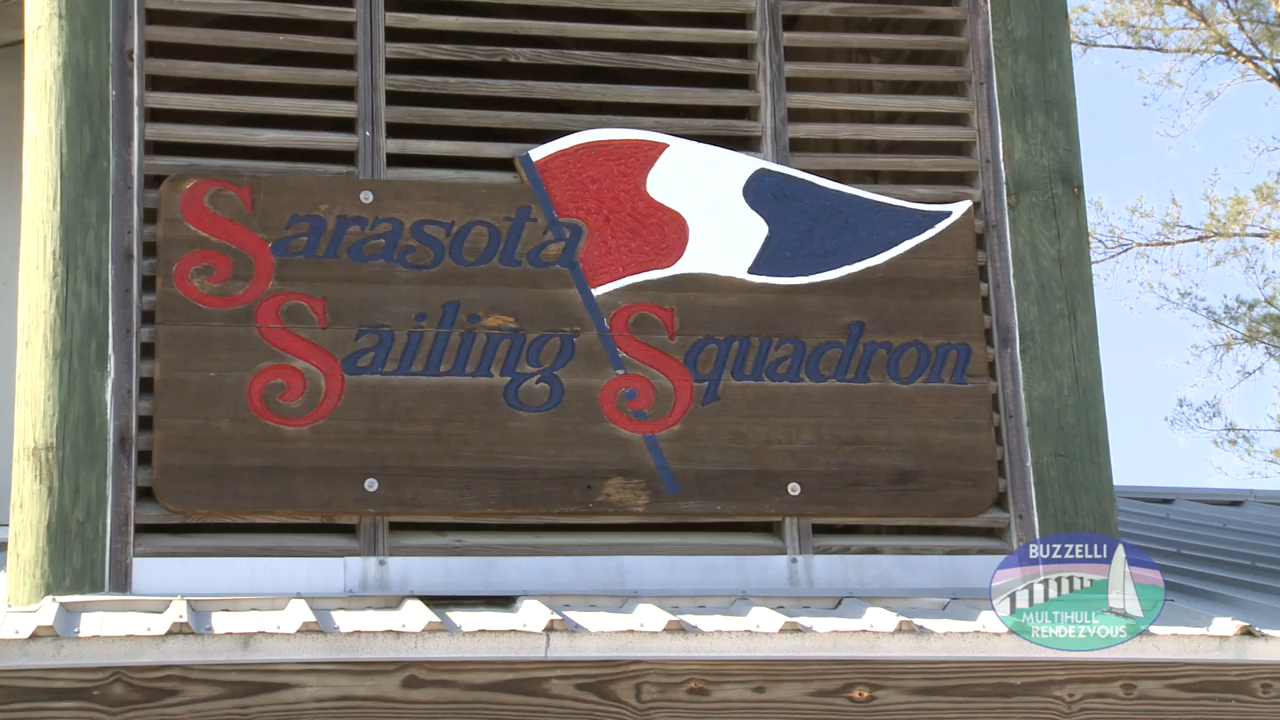 Sarasota
Sailing Squadron
BUZZELLI
MULTIHULL
RENDEZVOUS